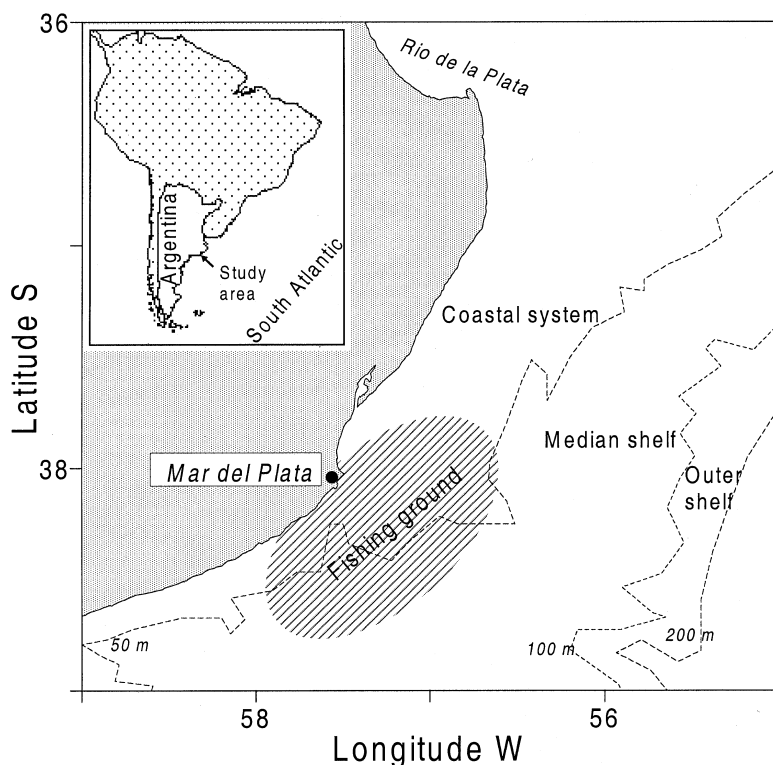 36
Rio de la Plata
Argentina
Study
area
South Atlantic
Latitude S
Coastal system
Median shelf
38
Mar del Plata
Outer
shelf
Fishing ground
50 m
100 m
200 m
58
56
Longitude W